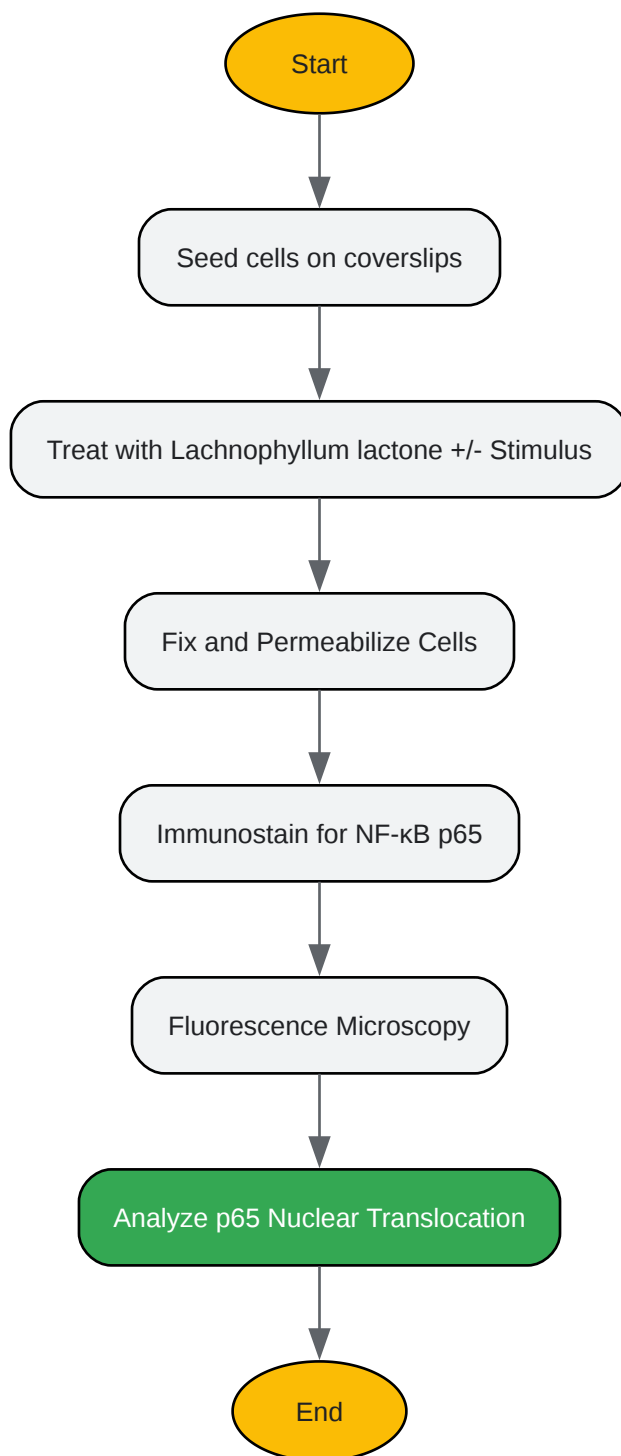 Start
Seed cells on coverslips
Treat with Lachnophyllum lactone +/- Stimulus
Fix and Permeabilize Cells
Immunostain for NF-κB p65
Fluorescence Microscopy
Analyze p65 Nuclear Translocation
End